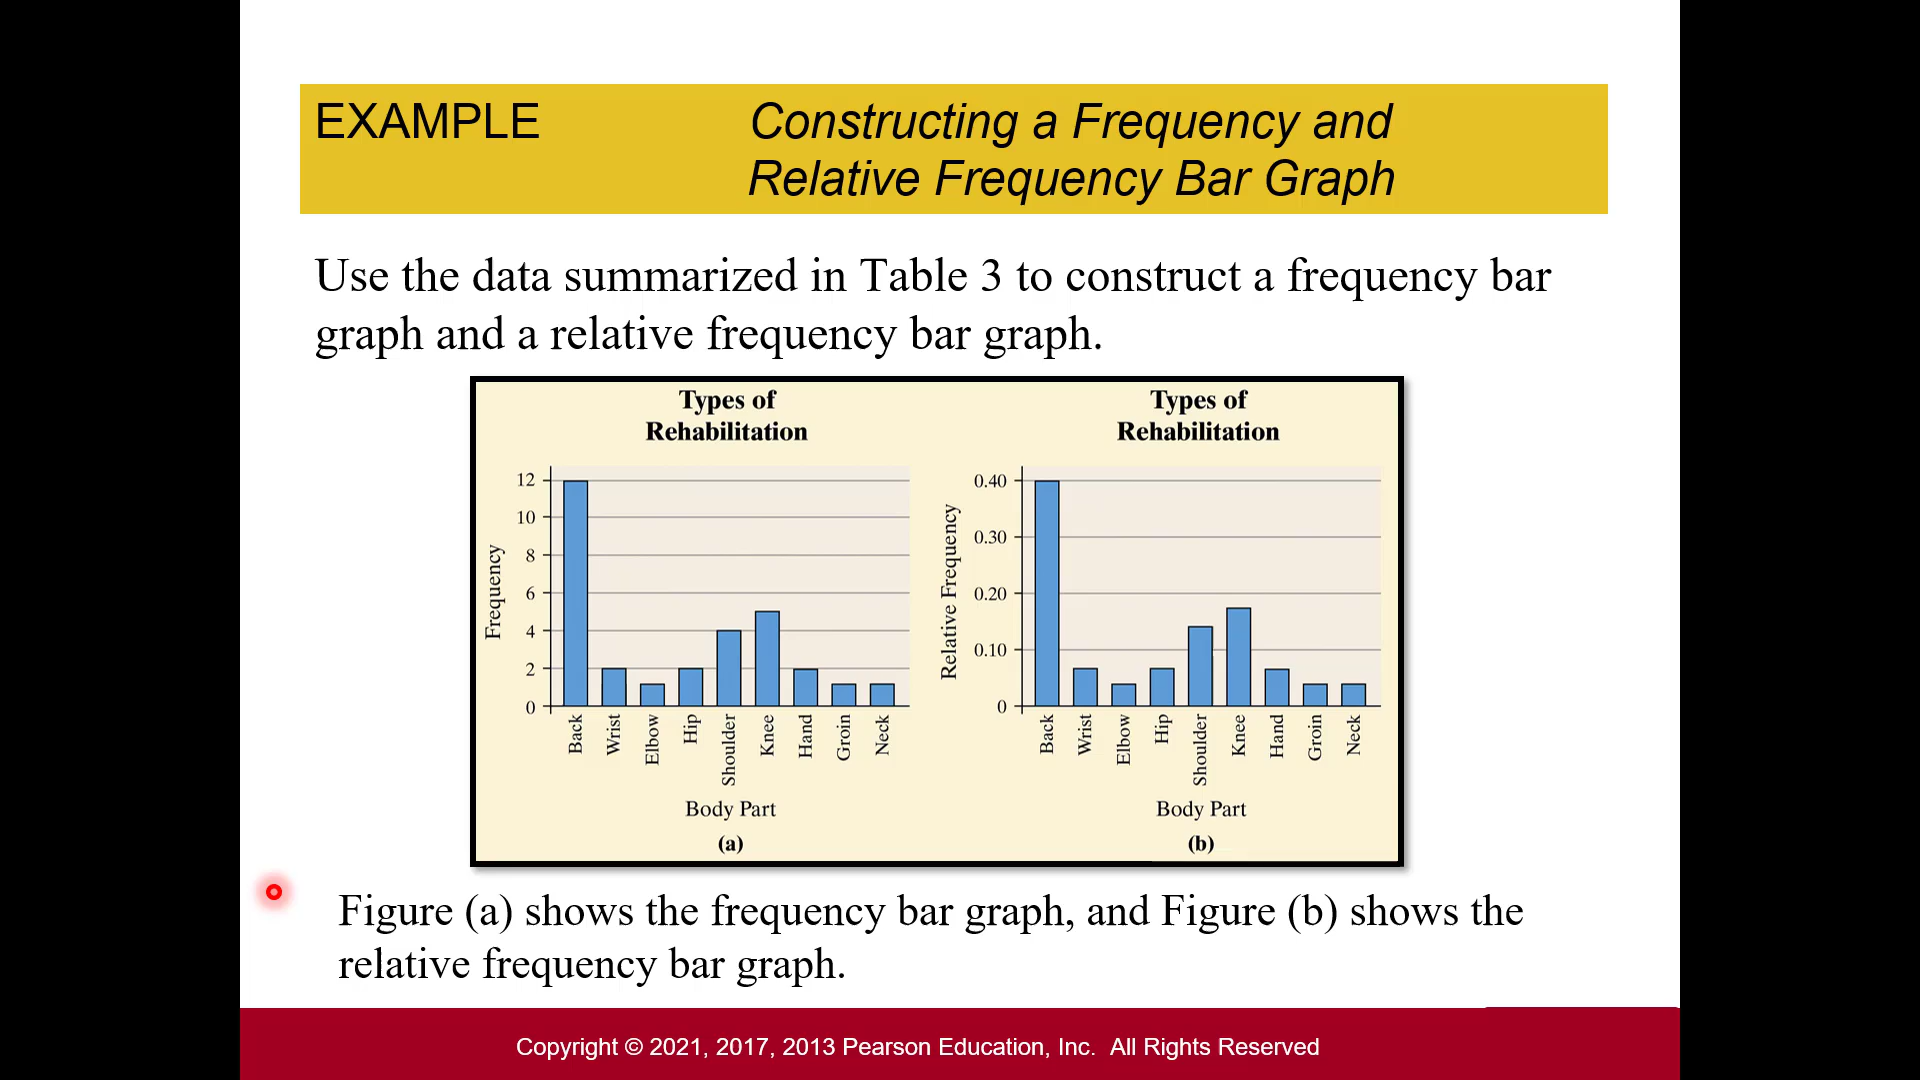 EXAMPLE
Constructing a Frequency and
Relative Frequency Bar Graph
Use the data summarized in Table 3 to construct a frequency bar
graph and a relative frequency bar graph.
Types of
Rehabilitation
Frequency
12
10
8
6
4
2
0
Back
Wrist
Elbow
Hip
Shoulder
Knee
Hand
Groin
Neck
Body Part
(a)
Types of
Rehabilitation
Relative Frequency
0.40
0.30
0.20
0.10
0
Back
Wrist
Elbow
Hip
Shoulder
Knee
Hand
Groin
Neck
Body Part
(b)
Figure (a) shows the frequency bar graph, and Figure (b) shows the
relative frequency bar graph.
Copyright © 2021, 2017, 2013 Pearson Education, Inc.  All Rights Reserved